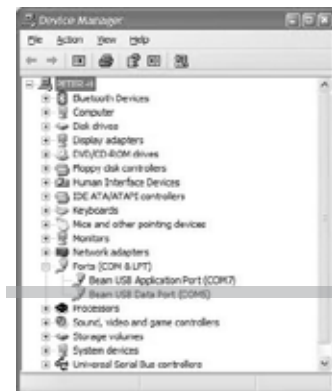 Device Manager
File Action View Help
Bluetooth Devices
Computer
Disk drives
Display adapters
DVD/CD-ROM drives
Floppy disk controllers
Human Interface Devices
IDE ATA/ATAPI controllers
Keyboards
Mice and other pointing devices
Monitors
Network adapters
Ports (COM & LPT)
Beam USB Application Port (COM7)
Beam USB Data Port (COM5)
Processors
Sound, video and game controllers
Storage volumes
System devices
Universal Serial Bus controllers